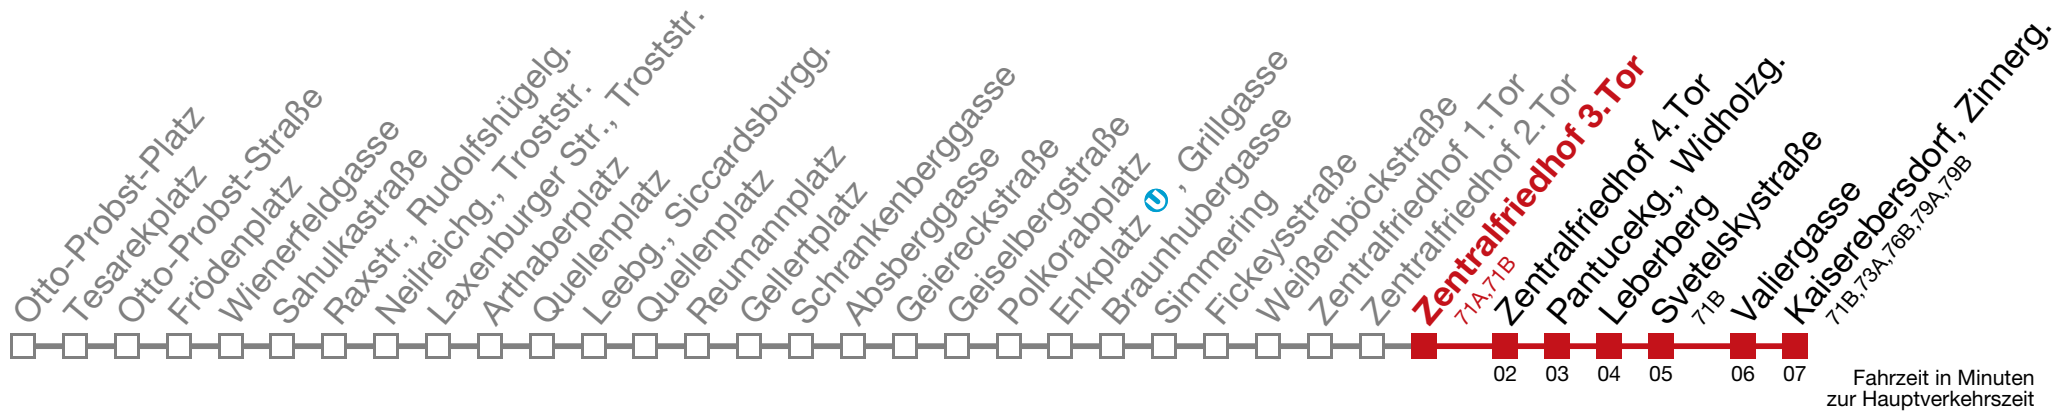 Otto-Probst-Platz
Tesarekplatz
Otto-Probst-Straße
Frödenplatz
Wienerfeldgasse
Sahulkastraße
Raxstr., Rudolfshügelg.
Neilreichg., Troststr.
Laxenburger Str., Troststr.
Arthaberplatz
Quellenplatz
Leebg., Siccardsburgg.
Quellenplatz
Reumannplatz
Gellertplatz
Schrankenberggasse
Absberggasse
Geiereckstraße
Geiselbergstraße
Polkorabplatz
Enkplatz U, Grillgasse
Braunhubergasse
Simmering
Fickeysstraße
Weißenböckstraße
Zentralfriedhof 1.Tor
Zentralfriedhof 2.Tor
Zentralfriedhof 3.Tor
71A,71B
Zentralfriedhof 4.Tor
Pantucekg., Widholzg.
Leberberg
Svetelskystraße
71B
Valiergasse
Kaiserebersdorf, Zinnerg.
71B,73A,76B,79A,79B
02 03 04 05 06 07
Fahrzeit in Minuten
zur Hauptverkehrszeit